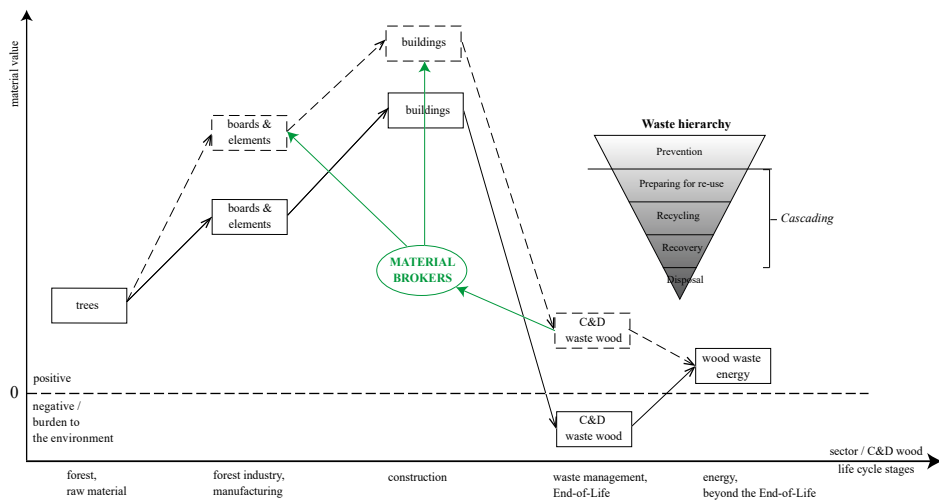 material value
buildings
boards &
elements
buildings
Waste hierarchy
Prevention
Preparing for re-use
Recycling
Recovery
Disposal
Cascading
boards &
elements
MATERIAL
BROKERS
trees
C&D
waste wood
wood waste
energy
positive
0
negative /
burden to
the environment
C&D
waste wood
sector / C&D wood
life cycle stages
forest,
raw material
forest industry,
manufacturing
construction
waste management,
End-of-Life
energy,
beyond the End-of-Life